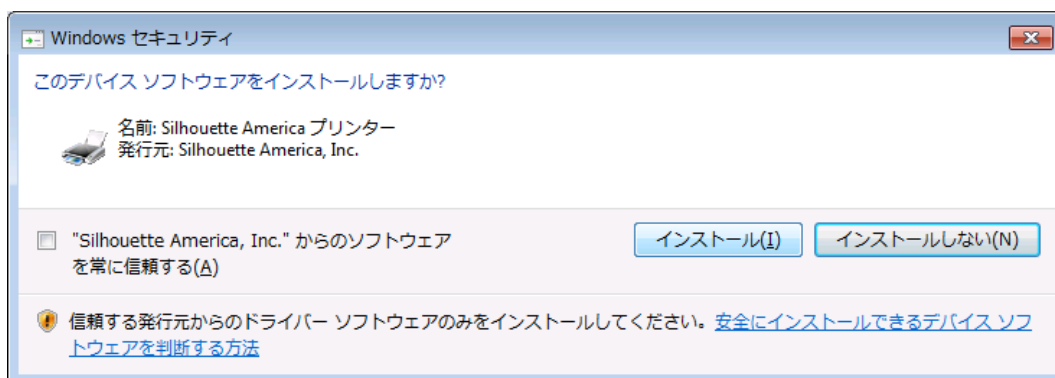 Windows セキュリティ
このデバイス ソフトウェアをインストールしますか?
名前: Silhouette America プリンター
発行元: Silhouette America, Inc.
"Silhouette America, Inc." からのソフトウェア
を常に信頼する(A)
インストール(I)
インストールしない(N)
信頼する発行元からのドライバー ソフトウェアのみをインストールしてください。安全にインストールできるデバイス ソフ
トウェアを判断する方法